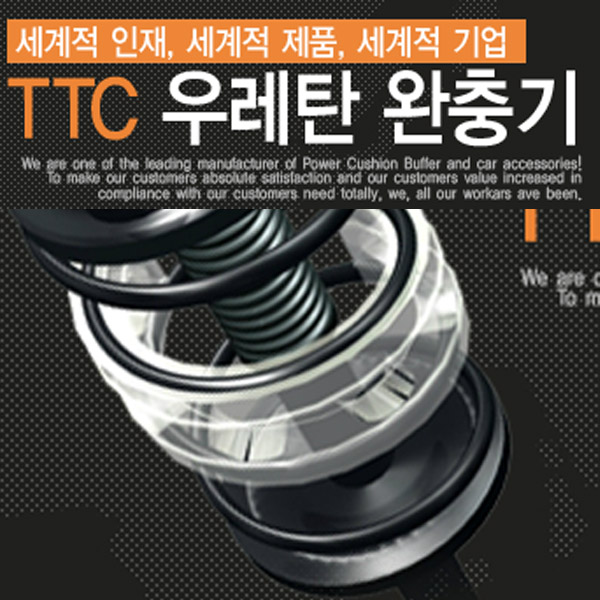 세계적 인재, 세계적 제품, 세계적 기업
TTC 우레탄 완충기
We are one of the leading manufacturer of Power Cushion Buffer and car accessories!
To make our customers absolute satisfaction and our customers value increased in
compliance with our customers need totally, we, all our workars ave been.
We are
To